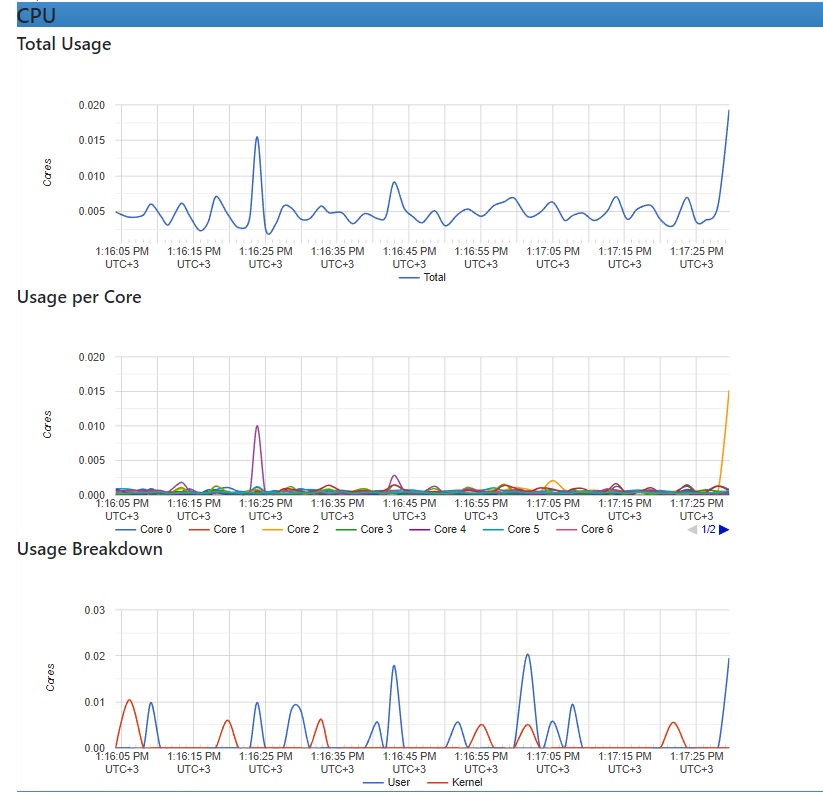 CPU
Total Usage
0.020
0.015
0.010
0.005
Cores
1:16:05 PM 1:16:15 PM 1:16:25 PM 1:16:35 PM 1:16:45 PM 1:16:55 PM 1:17:05 PM 1:17:15 PM 1:17:25 PM
UTC+3 UTC+3 UTC+3 UTC+3 UTC+3 UTC+3 UTC+3 UTC+3 UTC+3
Total
Usage per Core
0.020
0.015
0.010
0.005
0.000
Cores
1:16:05 PM 1:16:15 PM 1:16:25 PM 1:16:35 PM 1:16:45 PM 1:16:55 PM 1:17:05 PM 1:17:15 PM 1:17:25 PM
UTC+3 UTC+3 UTC+3 UTC+3 UTC+3 UTC+3 UTC+3 UTC+3 UTC+3
Core 0 Core 1 Core 2 Core 3 Core 4 Core 5 Core 6 1/2
Usage Breakdown
0.03
0.02
0.01
0.00
Cores
1:16:05 PM 1:16:15 PM 1:16:25 PM 1:16:35 PM 1:16:45 PM 1:16:55 PM 1:17:05 PM 1:17:15 PM 1:17:25 PM
UTC+3 UTC+3 UTC+3 UTC+3 UTC+3 UTC+3 UTC+3 UTC+3 UTC+3
User Kernel